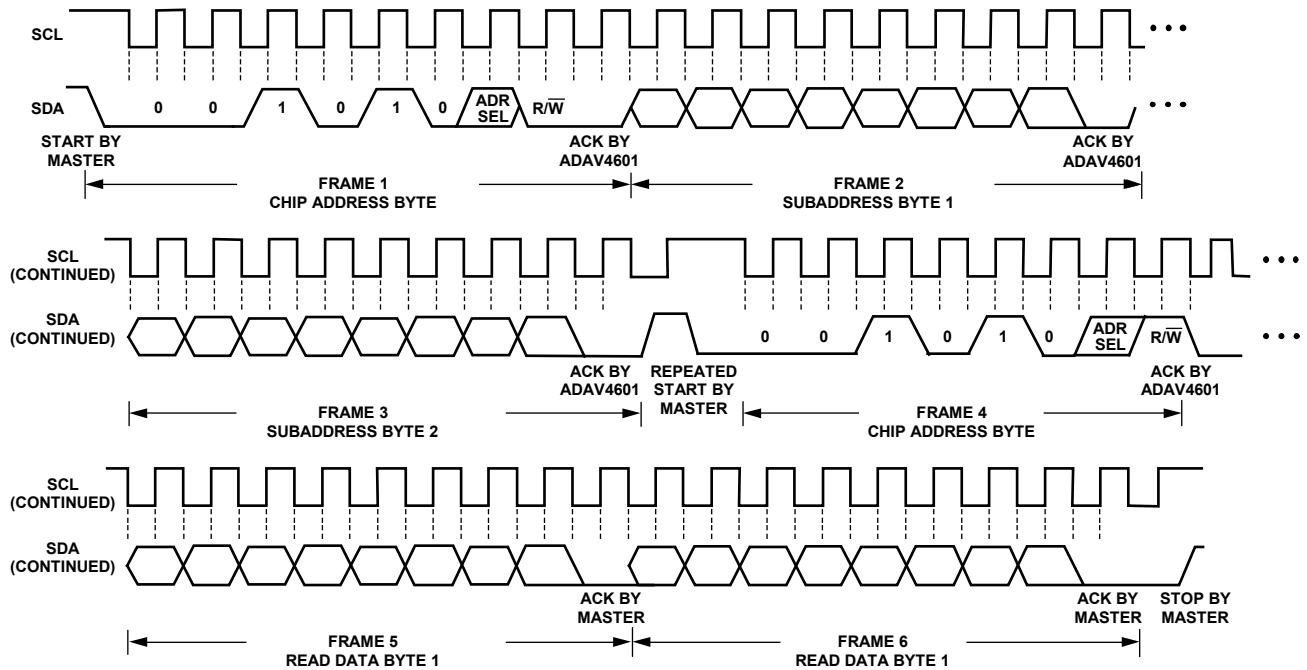 SCL
SDA
0 0 1 0 1 0 ADR SEL R/W̅
START BY MASTER
ACK BY ADAV4601
ACK BY ADAV4601
FRAME 1
CHIP ADDRESS BYTE
FRAME 2
SUBADDRESS BYTE 1
SCL
(CONTINUED)
SDA
(CONTINUED)
0 0 1 0 1 0 ADR SEL R/W̅
ACK BY ADAV4601
REPEATED START BY MASTER
ACK BY ADAV4601
FRAME 3
SUBADDRESS BYTE 2
FRAME 4
CHIP ADDRESS BYTE
SCL
(CONTINUED)
SDA
(CONTINUED)
ACK BY MASTER
ACK BY MASTER
STOP BY MASTER
FRAME 5
READ DATA BYTE 1
FRAME 6
READ DATA BYTE 1